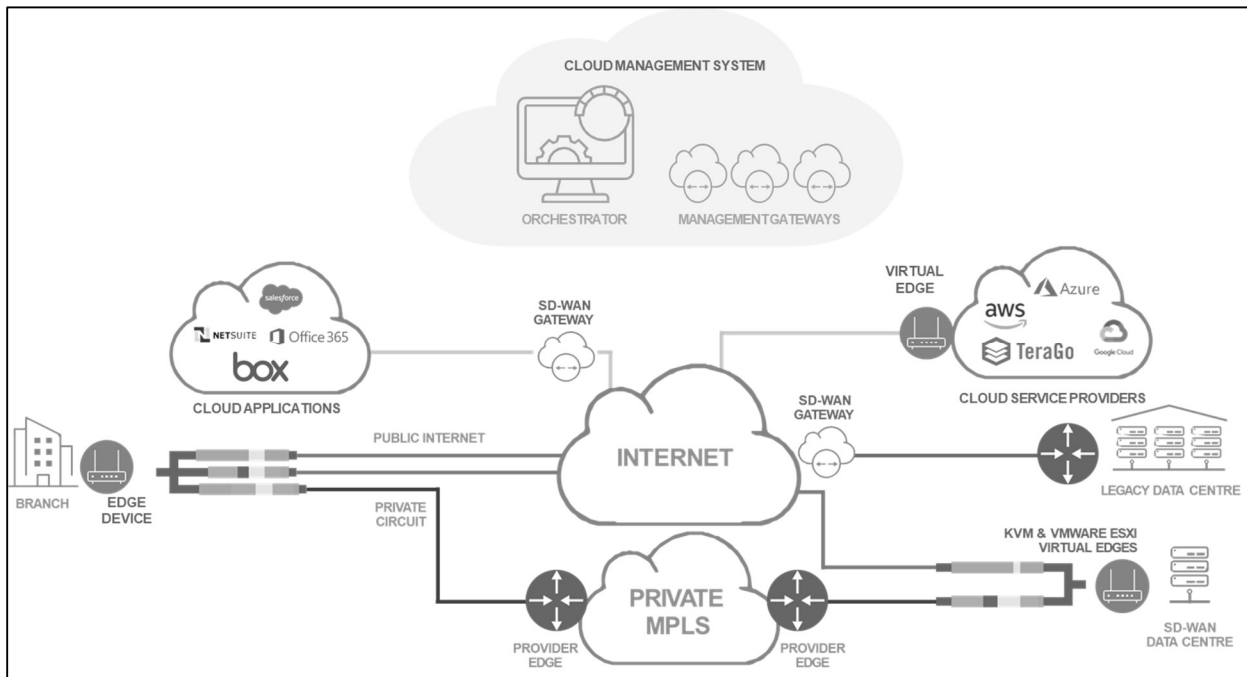 CLOUD MANAGEMENT SYSTEM
ORCHESTRATOR
MANAGEMENT GATEWAYS
salesforce
NETSUITE
Office 365
box
CLOUD APPLICATIONS
SD-WAN
GATEWAY
VIRTUAL
EDGE
Azure
aws
TeraGo
Google Cloud
CLOUD SERVICE PROVIDERS
SD-WAN
GATEWAY
PUBLIC INTERNET
INTERNET
BRANCH
EDGE
DEVICE
PRIVATE
CIRCUIT
LEGACY DATA CENTRE
KVM & VMWARE ESXI
VIRTUAL EDGES
PRIVATE
MPLS
PROVIDER
EDGE
PROVIDER
EDGE
SD-WAN
DATA CENTRE